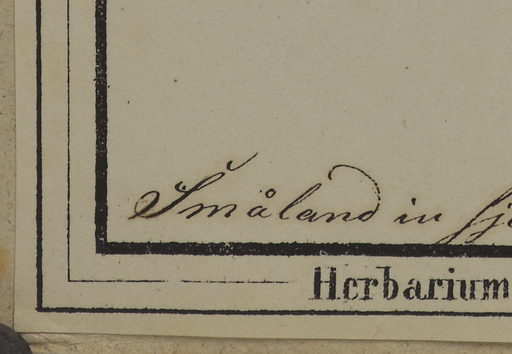 Småland in
Herbarium